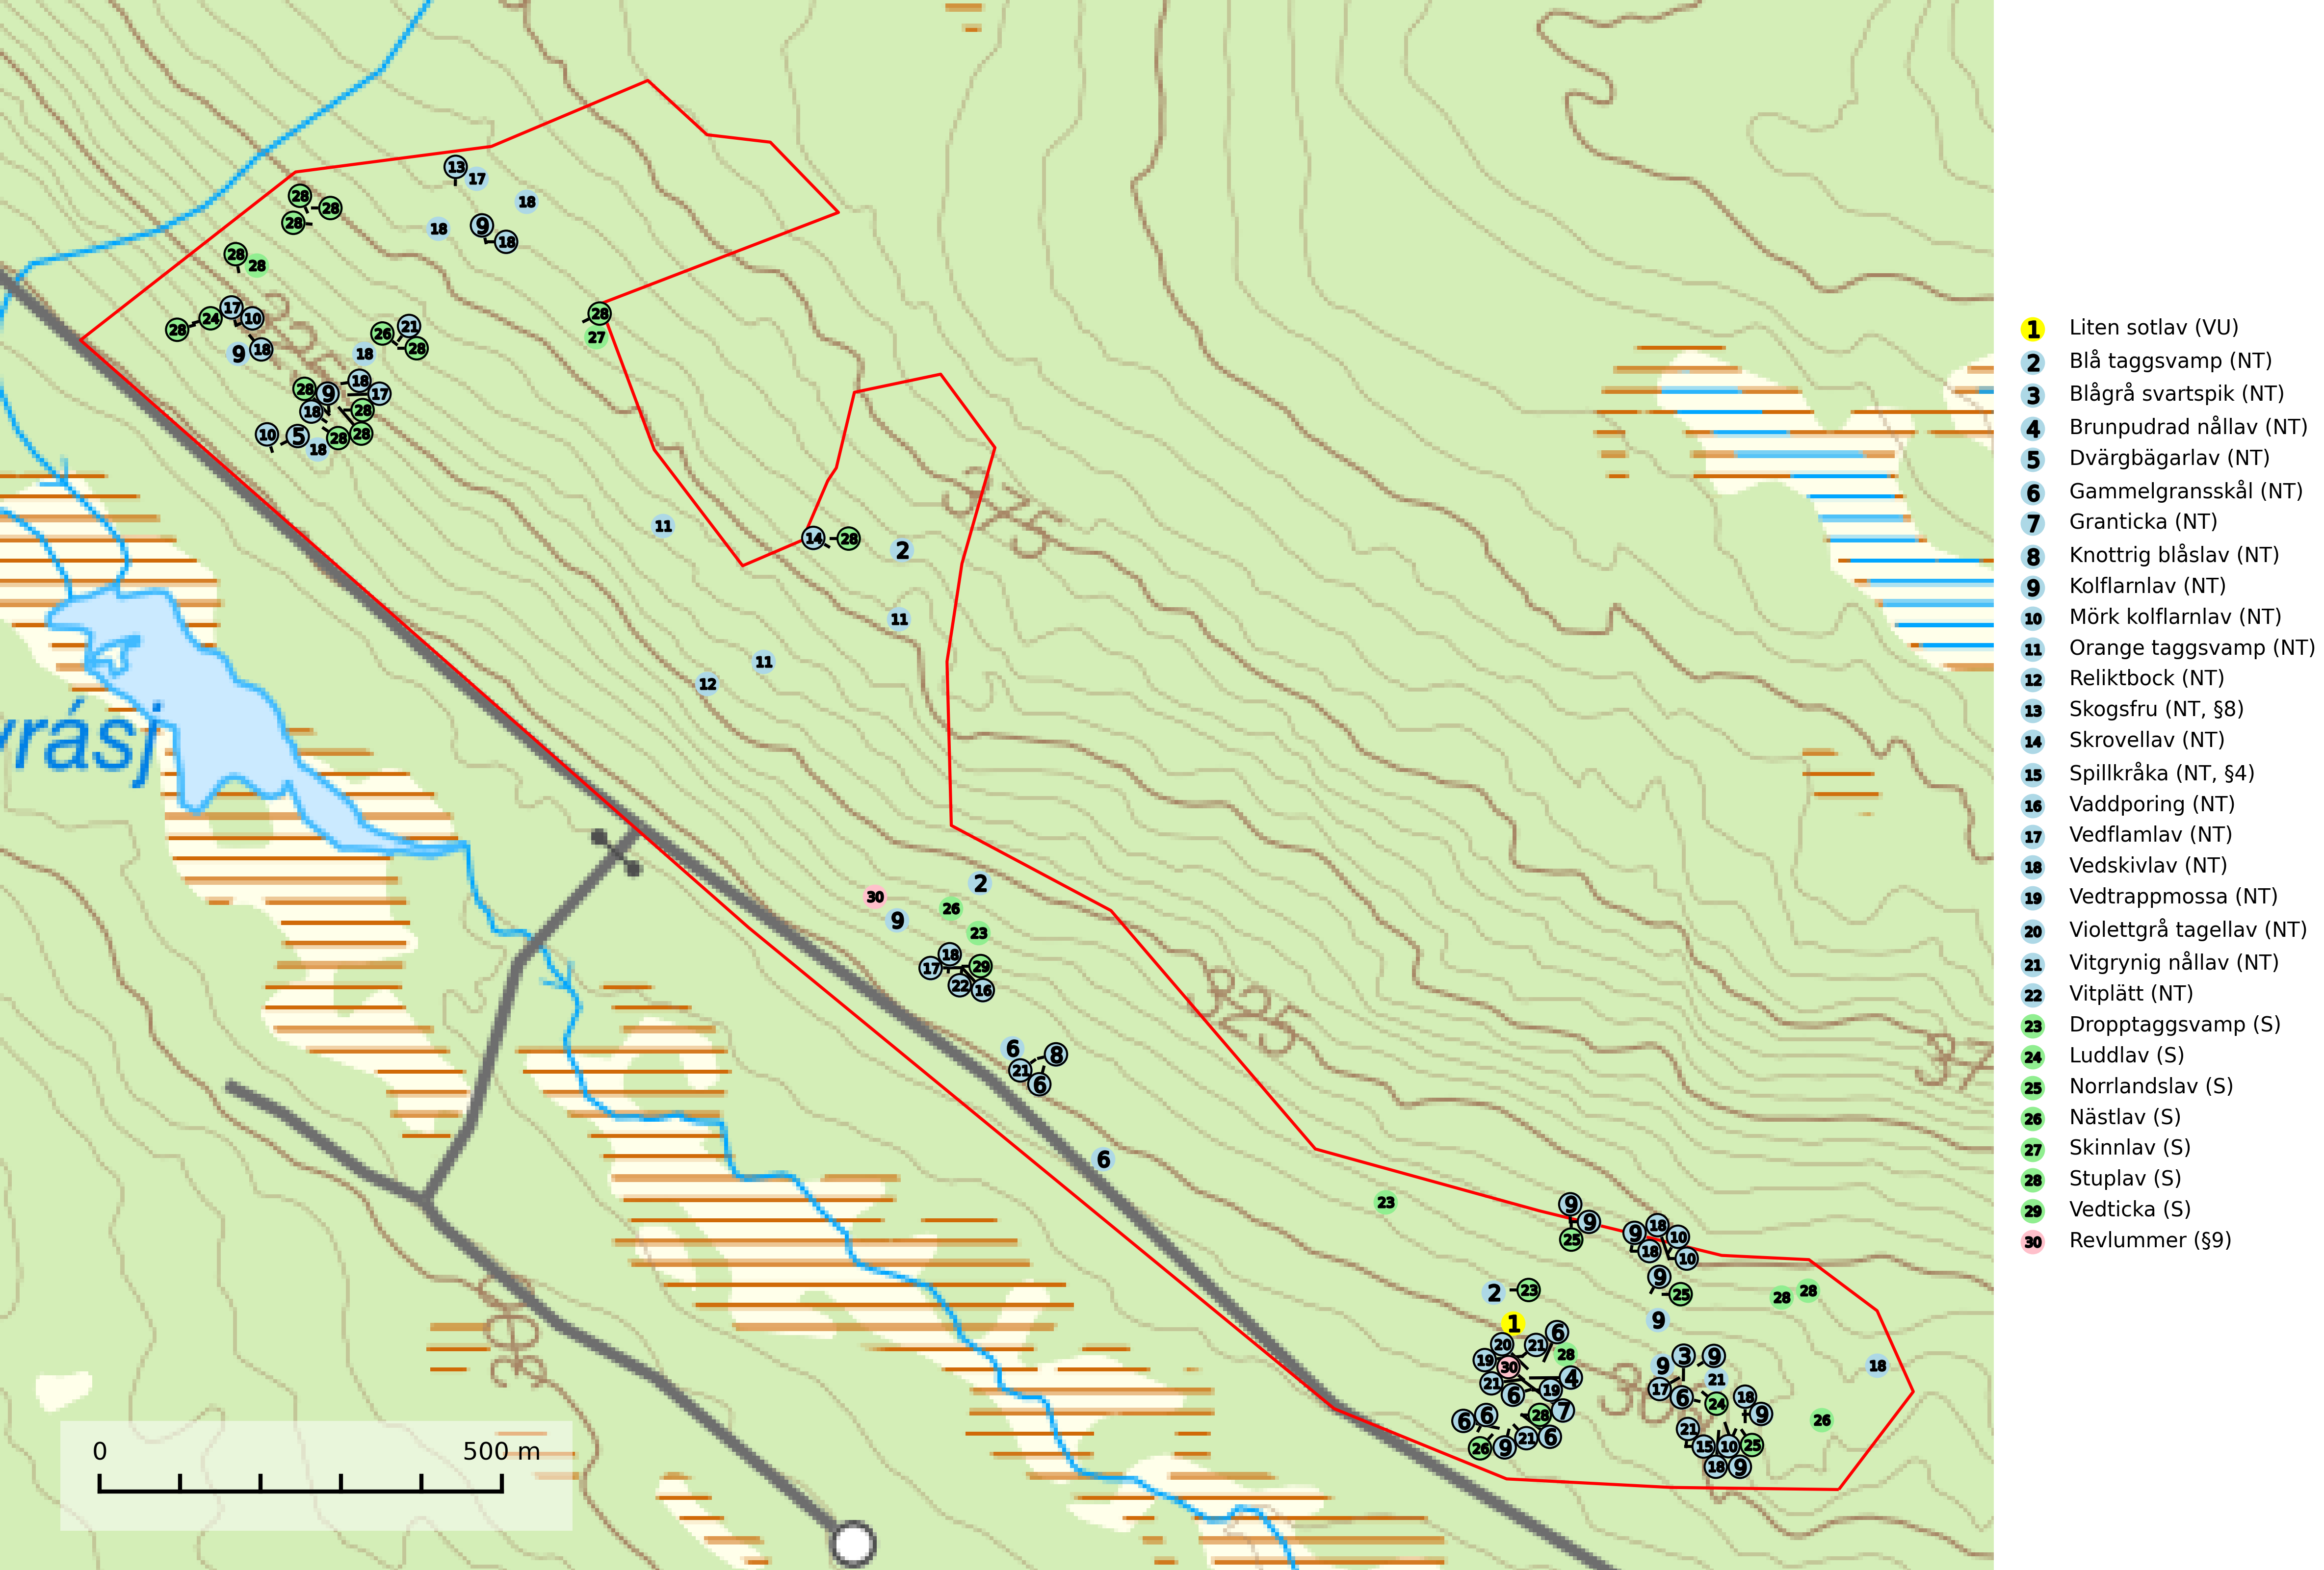 375
vrásj
325
37
300
300
0 500 m
1 Liten sotlav (VU)
2 Blå taggsvamp (NT)
3 Blågrå svartspik (NT)
4 Brunpudrad nållav (NT)
5 Dvärgbägarlav (NT)
6 Gammelgransskål (NT)
7 Granticka (NT)
8 Knottrig blåslav (NT)
9 Kolflarnlav (NT)
10 Mörk kolflarnlav (NT)
11 Orange taggsvamp (NT)
12 Reliktbock (NT)
13 Skogsfru (NT, §8)
14 Skrovellav (NT)
15 Spillkråka (NT, §4)
16 Vaddporing (NT)
17 Vedflamlav (NT)
18 Vedskivlav (NT)
19 Vedtrappmossa (NT)
20 Violettgrå tagellav (NT)
21 Vitgrynig nållav (NT)
22 Vitplätt (NT)
23 Dropptaggsvamp (S)
24 Luddlav (S)
25 Norrlandslav (S)
26 Nästlav (S)
27 Skinnlav (S)
28 Stuplav (S)
29 Vedticka (S)
30 Revlummer (§9)